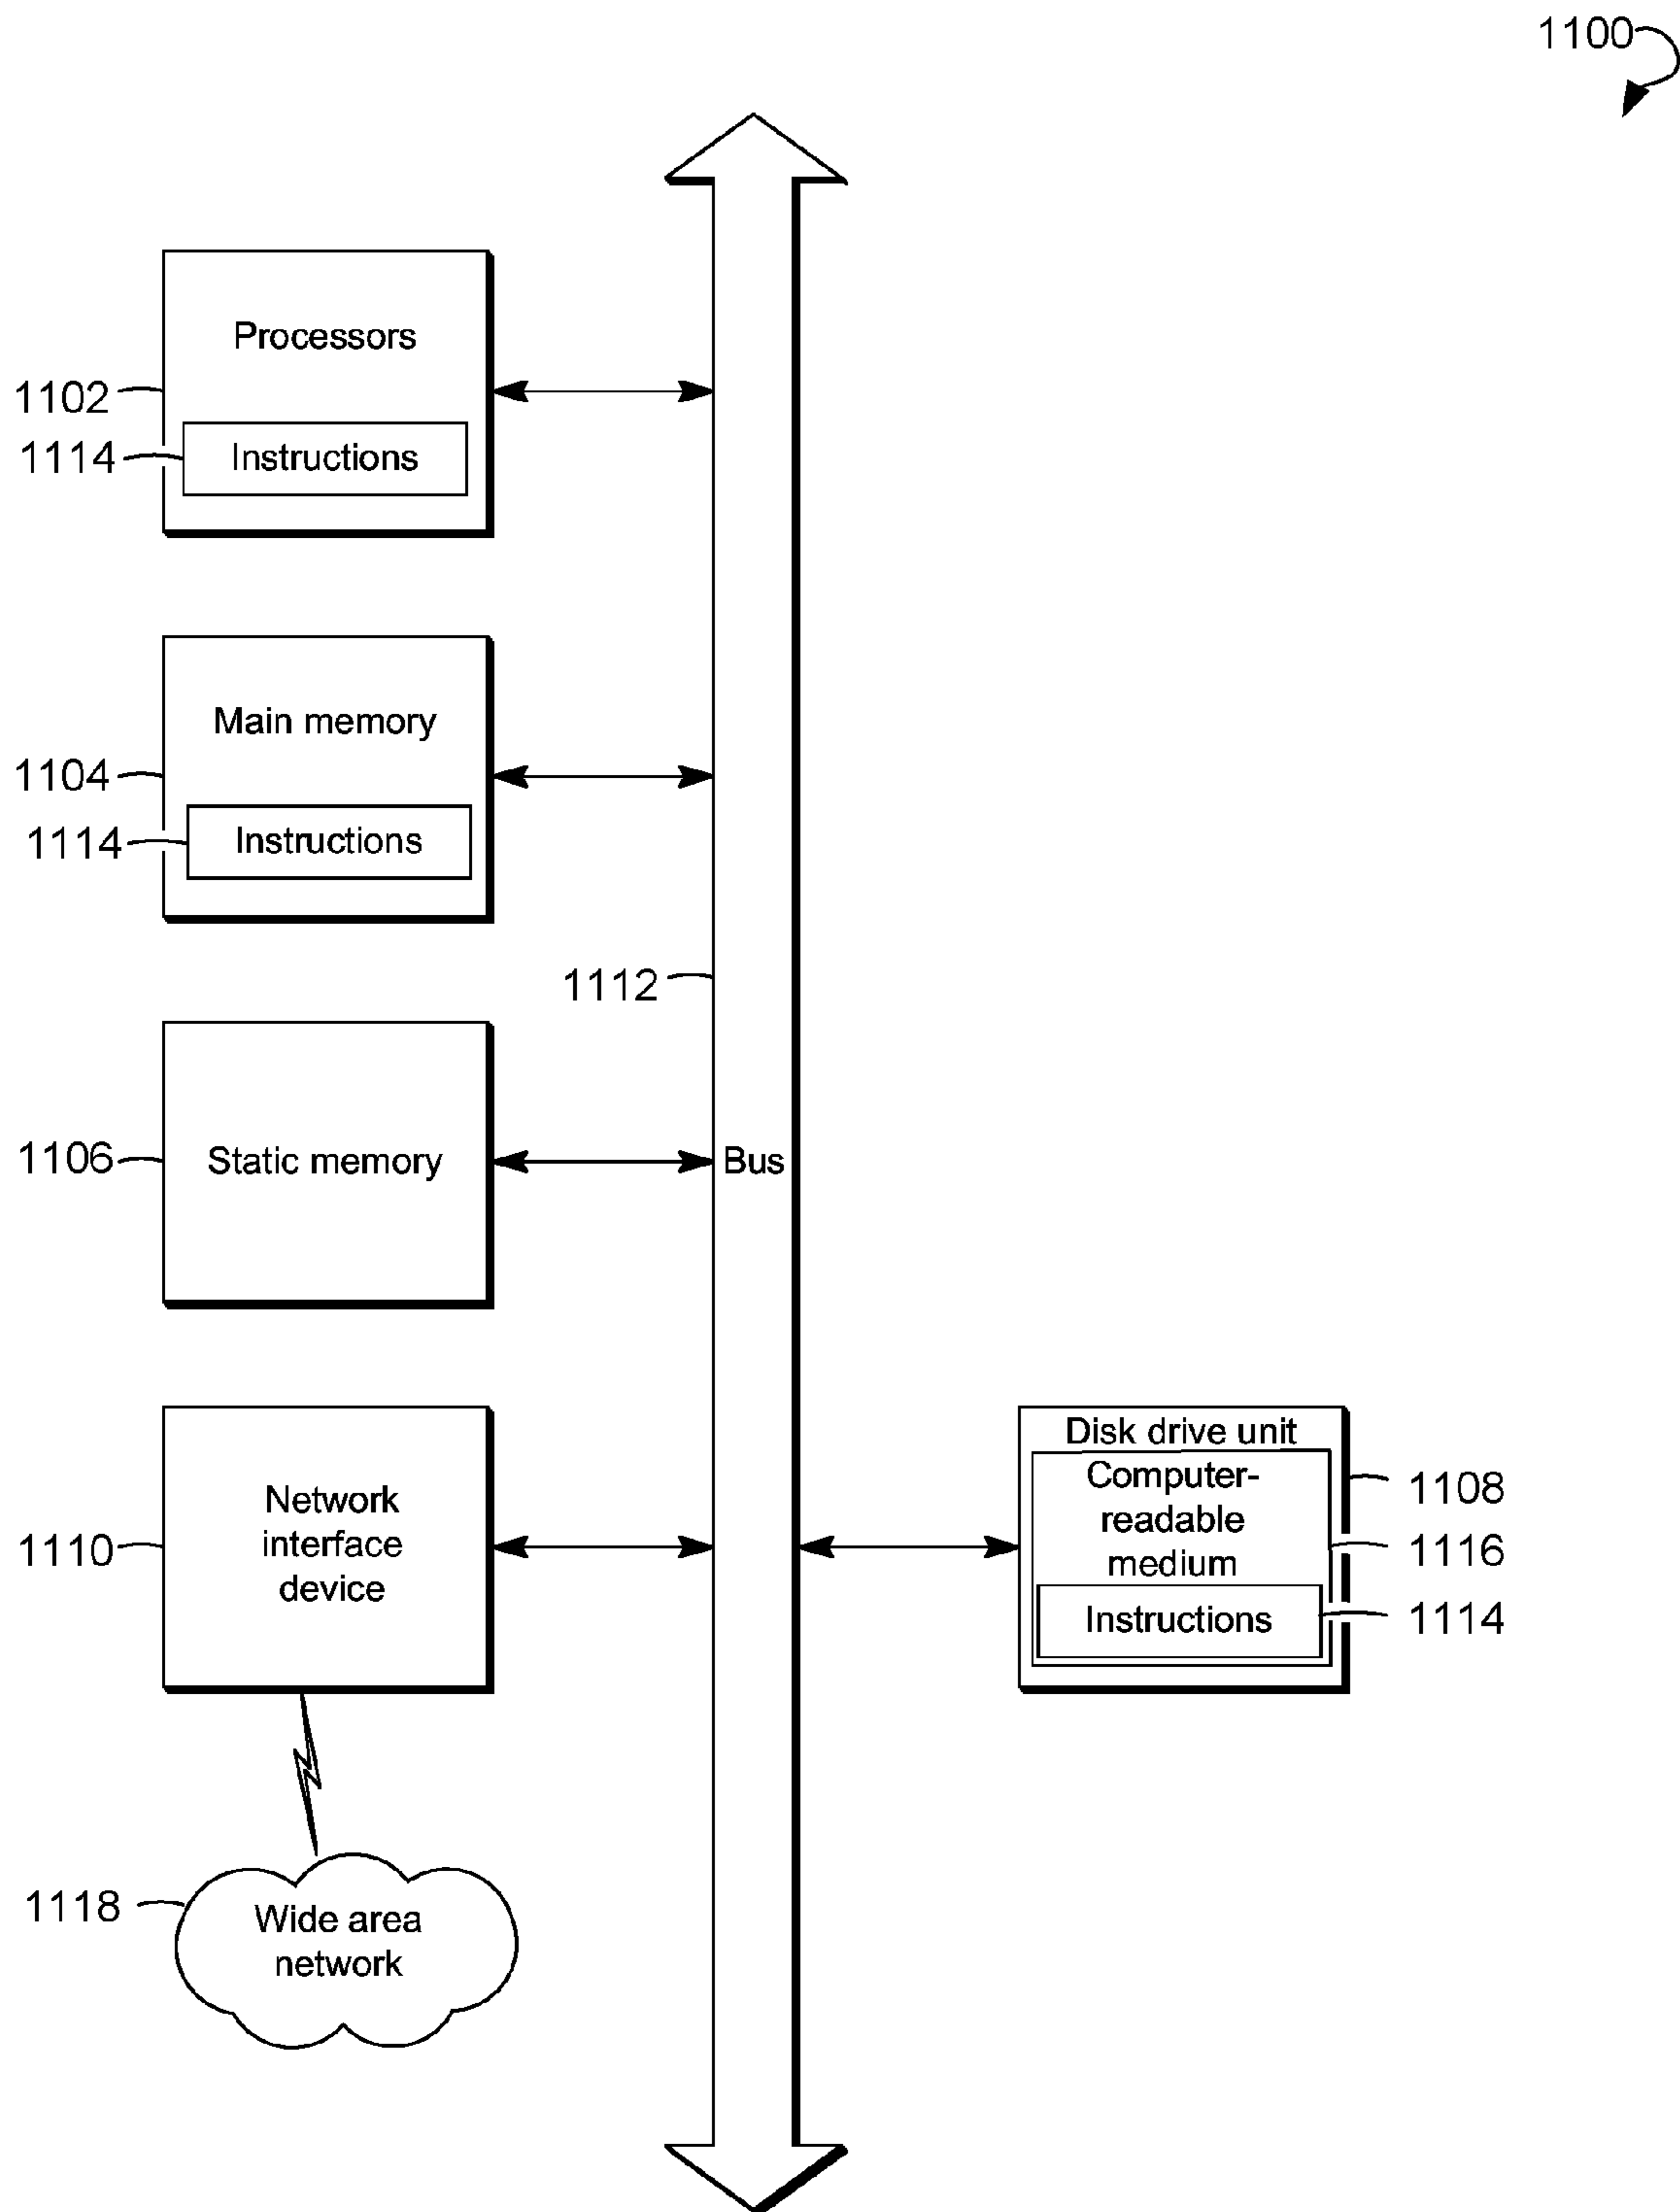 1100
Processors
1102
1114
Instructions
Main memory
1104
1114
Instructions
1112
1106
Static memory
Bus
Disk drive unit
Computer-
readable
medium
Instructions
1108
1116
1114
Network
interface
device
1110
1118
Wide area
network